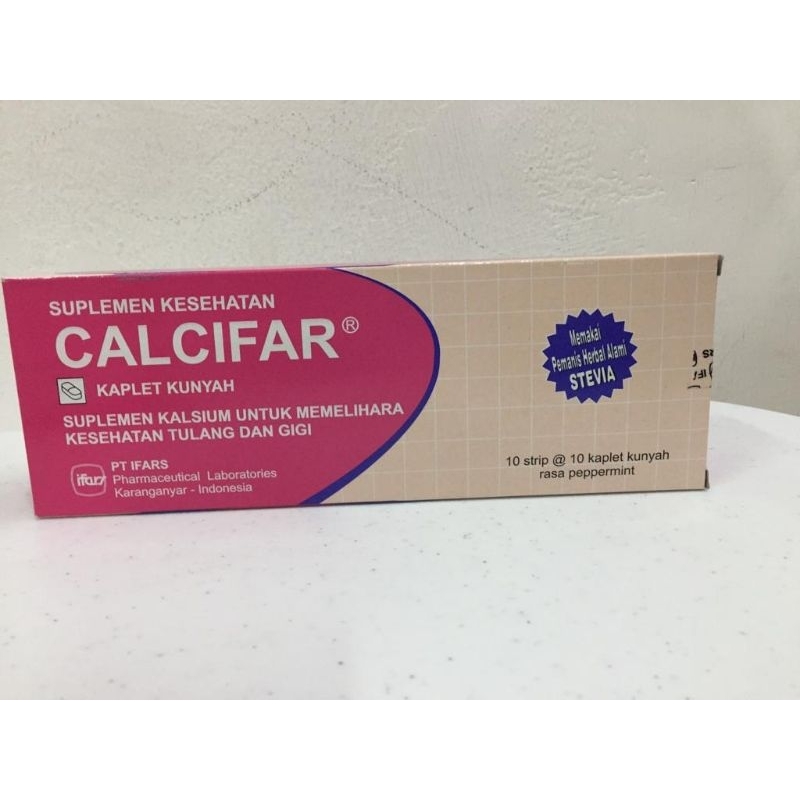 SUPLEMEN KESEHATAN
CALCIFAR®
KAPLET KUNYAH
SUPLEMEN KALSIUM UNTUK MEMELIHARA
KESEHATAN TULANG DAN GIGI
ifars
PT IFARS
Pharmaceutical Laboratories
Karanganyar - Indonesia
Memakai
Pemanis Herbal Alami
STEVIA
10 strip @ 10 kaplet kunyah
rasa peppermint